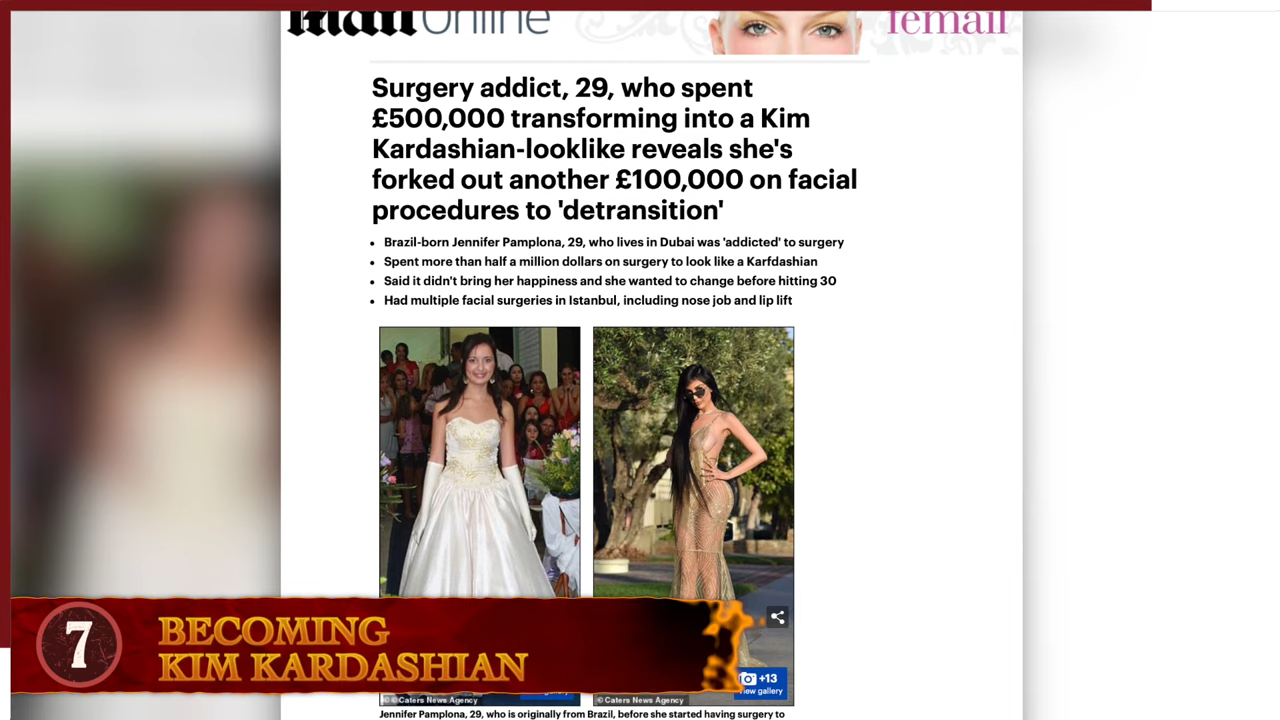 mail Online
femail
Surgery addict, 29, who spent
£500,000 transforming into a Kim
Kardashian-looklike reveals she's
forked out another £100,000 on facial
procedures to 'detransition'
Brazil-born Jennifer Pamplona, 29, who lives in Dubai was 'addicted' to surgery
Spent more than half a million dollars on surgery to look like a Karfdashian
Said it didn't bring her happiness and she wanted to change before hitting 30
Had multiple facial surgeries in Istanbul, including nose job and lip lift
7
BECOMING
KIM KARDASHIAN
+13
View gallery
© Caters News Agency
© Caters News Agency
Jennifer Pamplona, 29, who is originally from Brazil, before she started having surgery to